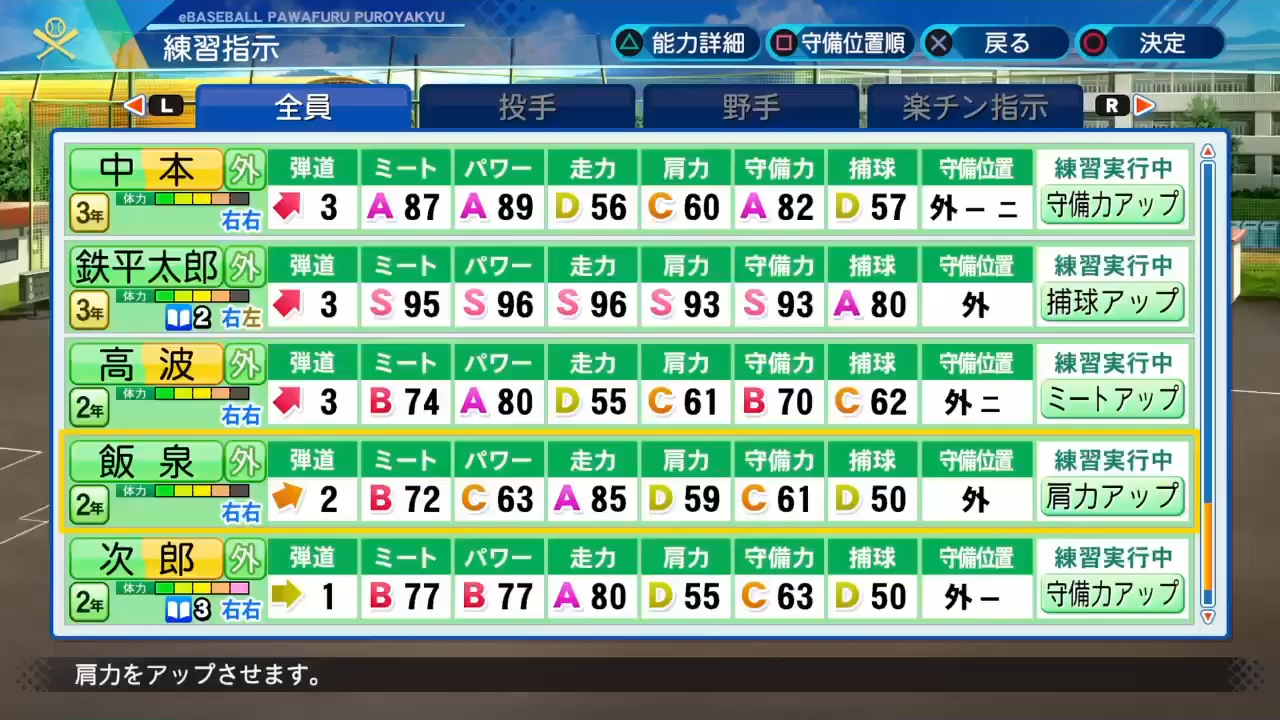 eBASEBALL PAWAFURU PUROYAKYU
練習指示
能力詳細 守備位置順 戻る 決定
L 全員 投手 野手 楽チン指示 R
中本 外 弾道 ミート パワー 走力 肩力 守備力 捕球 守備位置 練習実行中
3年 体力 右右 3 A 87 A 89 D 56 C 60 A 82 D 57 外一二 守備力アップ
鉄平太郎 外 弾道 ミート パワー 走力 肩力 守備力 捕球 守備位置 練習実行中
3年 体力 2 右左 3 S 95 S 96 S 96 S 93 S 93 A 80 外 捕球アップ
高波 外 弾道 ミート パワー 走力 肩力 守備力 捕球 守備位置 練習実行中
2年 体力 右右 3 B 74 A 80 D 55 C 61 B 70 C 62 外二 ミートアップ
飯泉 外 弾道 ミート パワー 走力 肩力 守備力 捕球 守備位置 練習実行中
2年 体力 右右 2 B 72 C 63 A 85 D 59 C 61 D 50 外 肩力アップ
次郎 外 弾道 ミート パワー 走力 肩力 守備力 捕球 守備位置 練習実行中
2年 体力 3 右右 1 B 77 B 77 A 80 D 55 C 63 D 50 外一 守備力アップ
肩力をアップさせます。